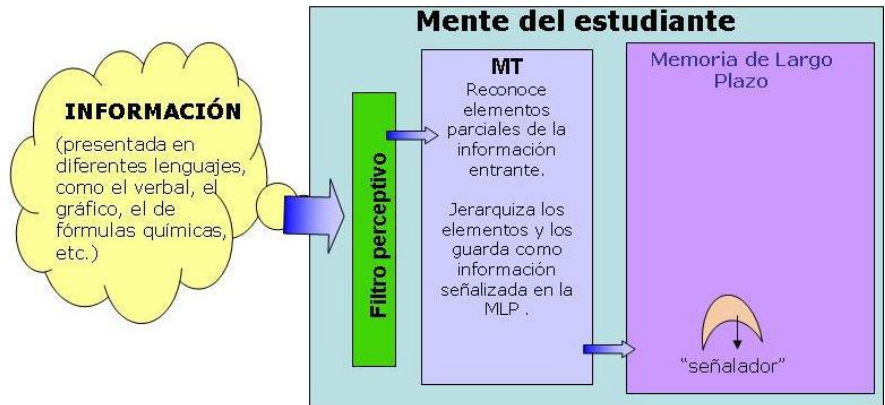 Mente del estudiante
INFORMACIÓN
(presentada en
diferentes lenguajes,
como el verbal, el
gráfico, el de
fórmulas químicas,
etc.)
Filtro perceptivo
MT
Reconoce
elementos
parciales de la
información
entrante.
Jerarquiza los
elementos y los
guarda como
información
señalizada en la
MLP .
Memoria de Largo
Plazo
“señalador”